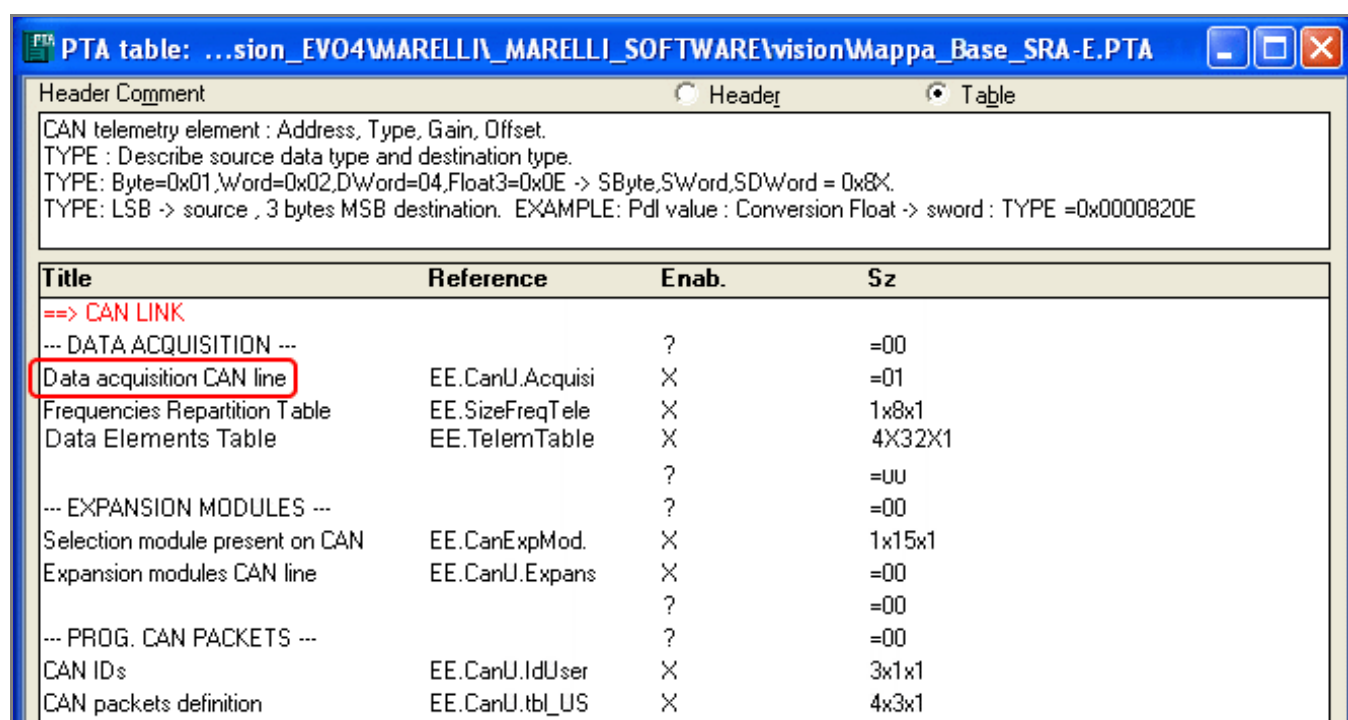 PTA table: ...sion_EVO4\MARELLI\_MARELLI_SOFTWARE\vision\Mappa_Base_SRA-E.PTA
Header Comment Header Table
CAN telemetry element : Address, Type, Gain, Offset.
TYPE : Describe source data type and destination type.
TYPE: Byte=0x01,Word=0x02,DWord=04,Float3=0x0E -> SByte,SWord,SDWord = 0x8X.
TYPE: LSB -> source , 3 bytes MSB destination. EXAMPLE: Pdl value : Conversion Float -> sword : TYPE =0x0000820E
Title Reference Enab. Sz
==> CAN LINK
--- DATA ACQUISITION --- ? =00
Data acquisition CAN line EE.CanU.Acquisi X =01
Frequencies Repartition Table EE.SizeFreqTele X 1x8x1
Data Elements Table EE.TelemTable X 4X32X1
? =00
--- EXPANSION MODULES --- ? =00
Selection module present on CAN EE.CanExpMod. X 1x15x1
Expansion modules CAN line EE.CanU.Expans X =00
? =00
--- PROG. CAN PACKETS --- ? =00
CAN IDs EE.CanU.IdUser X 3x1x1
CAN packets definition EE.CanU.tbl_US X 4x3x1